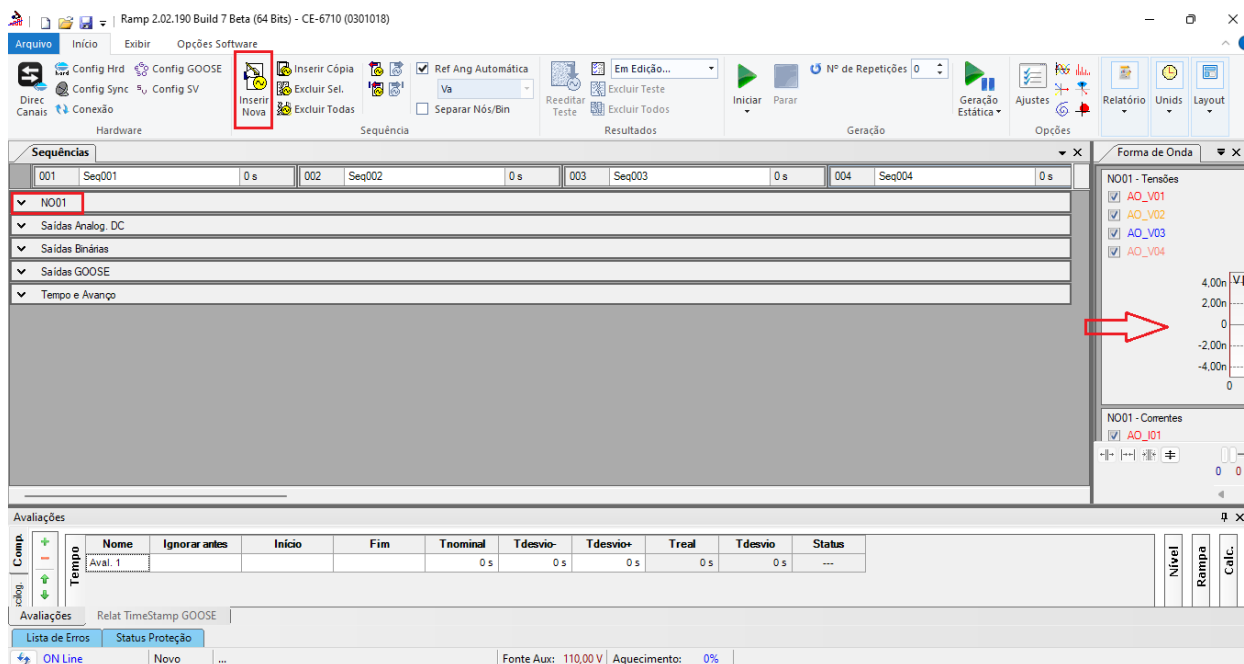 Ramp 2.02.190 Build 7 Beta (64 Bits) - CE-6710 (0301018)
Arquivo Início Exibir Opções Software
Direc Canais
Config Hrd Config GOOSE
Config Sync Config SV
Conexão
Hardware
Inserir Nova
Inserir Cópia
Excluir Sel.
Excluir Todas
Ref Ang Automática
Va
Separar Nós/Bin
Sequência
Reeditar Teste
Em Edição...
Excluir Teste
Excluir Todos
Resultados
Iniciar Parar
Nº de Repetições 0
Geração Estática
Geração
Ajustes
Opções
Relatório Unids Layout
Sequências
001 Seq001 0 s 002 Seq002 0 s 003 Seq003 0 s 004 Seq004 0 s
NO01
Saídas Analog. DC
Saídas Binárias
Saídas GOOSE
Tempo e Avanço
Forma de Onda
NO01 - Tensões
AO_V01
AO_V02
AO_V03
AO_V04
4,00n
2,00n
0
-2,00n
-4,00n
0
NO01 - Correntes
AO_I01
0 0
Avaliações
Comp.
Tempo
Nome Ignorar antes Início Fim Tnominal Tdesvio- Tdesvio+ Treal Tdesvio Status
Aval. 1 0 s 0 s 0 s 0 s 0 s ---
Nível
Rampa
Calc.
Avaliações Relat TimeStamp GOOSE
Lista de Erros Status Proteção
ON Line Novo ... Fonte Aux: 110,00 V Aquecimento: 0%